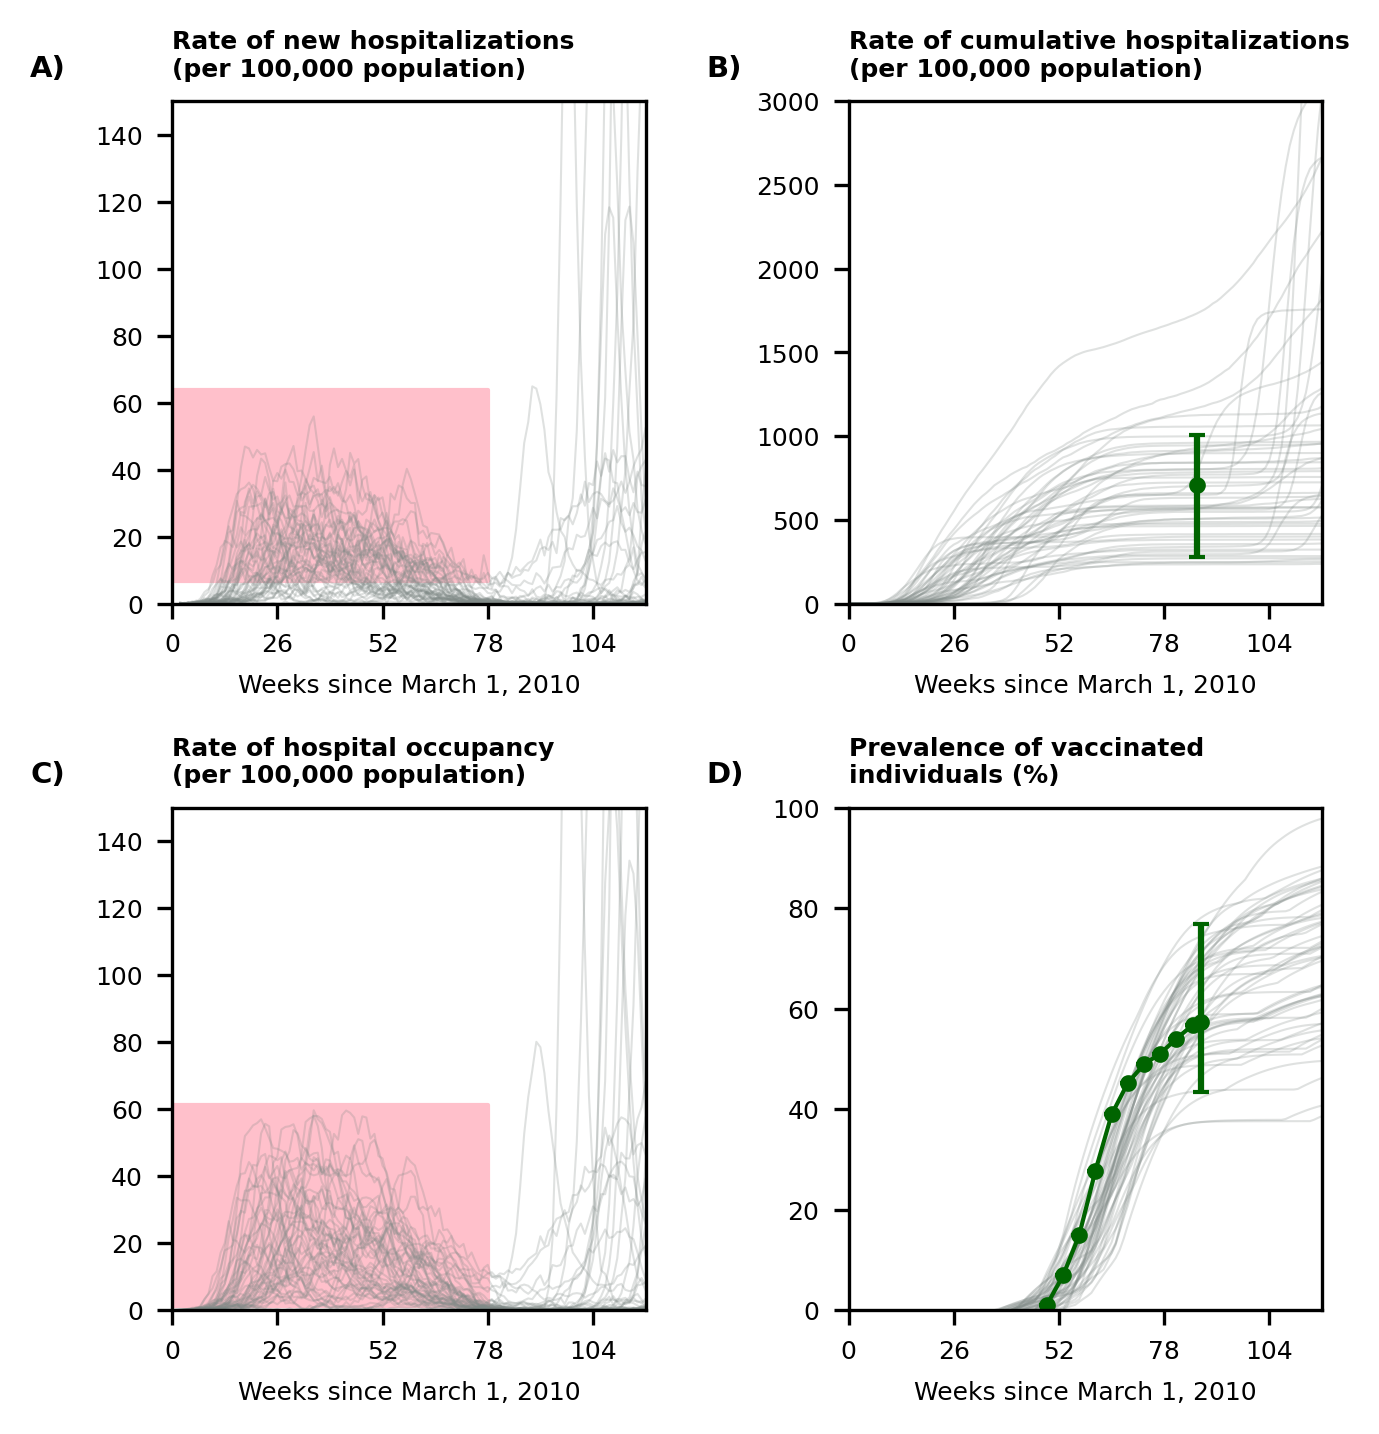 A)
Rate of new hospitalizations
(per 100,000 population)
140
120
100
80
60
40
20
0
0 26 52 78 104
Weeks since March 1, 2010
B)
Rate of cumulative hospitalizations
(per 100,000 population)
3000
2500
2000
1500
1000
500
0
0 26 52 78 104
Weeks since March 1, 2010
C)
Rate of hospital occupancy
(per 100,000 population)
140
120
100
80
60
40
20
0
0 26 52 78 104
Weeks since March 1, 2010
D)
Prevalence of vaccinated
individuals (%)
100
80
60
40
20
0
0 26 52 78 104
Weeks since March 1, 2010